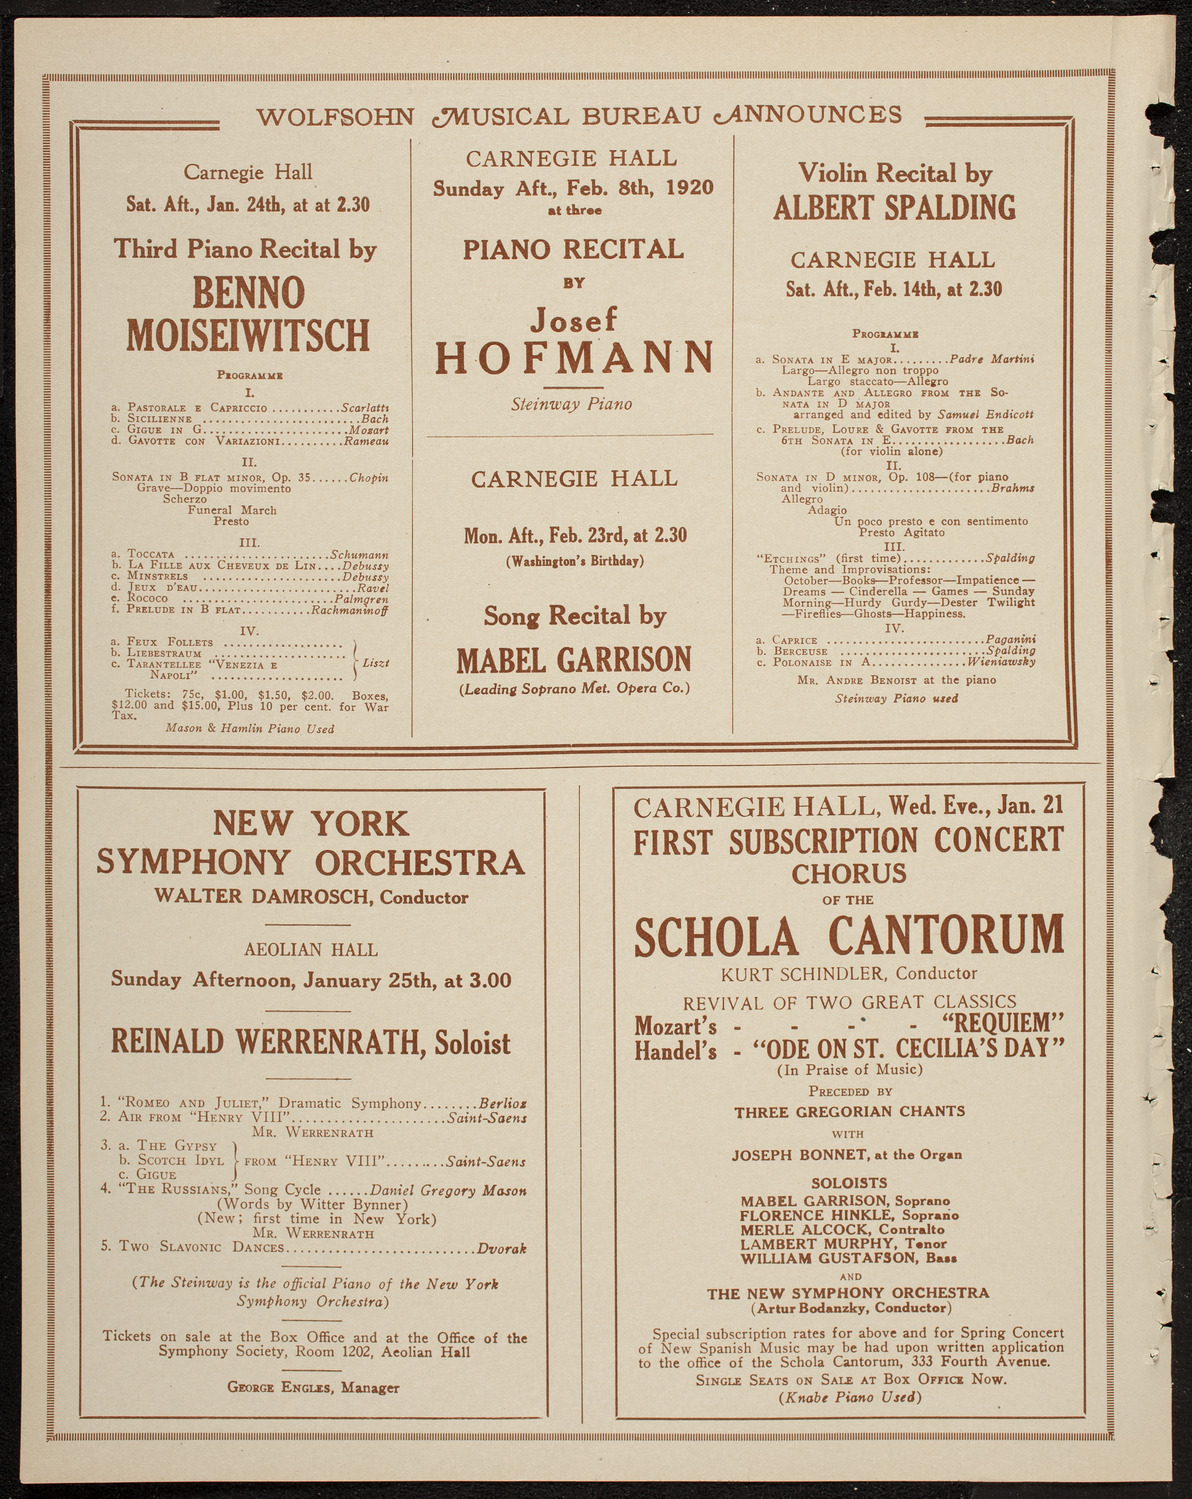 WOLFSOHN MUSICAL BUREAU ANNOUNCES
Carnegie Hall
Sat. Aft., Jan. 24th, at at 2.30
Third Piano Recital by
BENNO
MOISEIWITSCH
PROGRAMME
I.
a. PASTORALE E CAPRICCIO ...........Scarlatti
b. SICILIENNE ........................Bach
c. GIGUE IN G......................Mozart
d. GAVOTTE CON VARIAZIONI..........Rameau
II.
SONATA IN B FLAT MINOR, Op. 35......Chopin
Grave—Doppio movimento
Scherzo
Funeral March
Presto
III.
a. TOCCATA ......................Schumann
b. LA FILLE AUX CHEVEUX DE LIN....Debussy
c. MINSTRELS .....................Debussy
d. JEUX D'EAU........................Ravel
e. ROCOCO .......................Palmgren
f. PRELUDE IN B FLAT...........Rachmaninoff
IV.
a. FEUX FOLLETS ..................
b. LIEBESTRAUM ....................
c. TARANTELLEE "VENEZIA E
NAPOLI" .................... Liszt
Tickets: 75c, $1.00, $1.50, $2.00. Boxes,
$12.00 and $15.00, Plus 10 per cent. for War
Tax.
Mason & Hamlin Piano Used
CARNEGIE HALL
Sunday Aft., Feb. 8th, 1920
at three
PIANO RECITAL
BY
Josef
HOFMANN
Steinway Piano
CARNEGIE HALL
Mon. Aft., Feb. 23rd, at 2.30
(Washington's Birthday)
Song Recital by
MABEL GARRISON
(Leading Soprano Met. Opera Co.)
Violin Recital by
ALBERT SPALDING
CARNEGIE HALL
Sat. Aft., Feb. 14th, at 2.30
PROGRAMME
I.
a. SONATA IN E MAJOR.........Padre Martini
Largo—Allegro non troppo
Largo staccato—Allegro
b. ANDANTE AND ALLEGRO FROM THE SO-
NATA IN D MAJOR
arranged and edited by Samuel Endicott
c. PRELUDE, LOURE & GAVOTTE FROM THE
6TH SONATA IN E.................Bach
(for violin alone)
II.
SONATA IN D MINOR, Op. 108—(for piano
and violin).....................Brahms
Allegro
Adagio
Un poco presto e con sentimento
Presto Agitato
III.
"ETCHINGS" (first time)............Spalding
Theme and Improvisations:
October—Books—Professor—Impatience—
Dreams — Cinderella — Games — Sunday
Morning—Hurdy Gurdy—Dester Twilight
—Fireflies—Ghosts—Happiness.
IV.
a. CAPRICE ........................Paganini
b. BERCEUSE ......................Spalding
c. POLONAISE IN A..............Wieniawsky
MR. ANDRE BENOIST at the piano
Steinway Piano used
NEW YORK
SYMPHONY ORCHESTRA
WALTER DAMROSCH, Conductor
AEOLIAN HALL
Sunday Afternoon, January 25th, at 3.00
REINALD WERRENRATH, Soloist
1. "ROMEO AND JULIET," Dramatic Symphony........Berlioz
2. AIR FROM "HENRY VIII"......................Saint-Saens
MR. WERRENRATH
3. a. THE GYPSY
b. SCOTCH IDYL FROM "HENRY VIII".........Saint-Saens
c. GIGUE
4. "THE RUSSIANS," Song Cycle ......Daniel Gregory Mason
(Words by Witter Bynner)
(New; first time in New York)
MR. WERRENRATH
5. TWO SLAVONIC DANCES..........................Dvorak
(The Steinway is the official Piano of the New York
Symphony Orchestra)
Tickets on sale at the Box Office and at the Office of the
Symphony Society, Room 1202, Aeolian Hall
GEORGE ENGLES, Manager
CARNEGIE HALL, Wed. Eve., Jan. 21
FIRST SUBSCRIPTION CONCERT
CHORUS
OF THE
SCHOLA CANTORUM
KURT SCHINDLER, Conductor
REVIVAL OF TWO GREAT CLASSICS
Mozart's - - - - "REQUIEM"
Handel's - "ODE ON ST. CECILIA'S DAY"
(In Praise of Music)
PRECEDED BY
THREE GREGORIAN CHANTS
WITH
JOSEPH BONNET, at the Organ
SOLOISTS
MABEL GARRISON, Soprano
FLORENCE HINKLE, Soprano
MERLE ALCOCK, Contralto
LAMBERT MURPHY, Tenor
WILLIAM GUSTAFSON, Bass
AND
THE NEW SYMPHONY ORCHESTRA
(Artur Bodanzky, Conductor)
Special subscription rates for above and for Spring Concert
of New Spanish Music may be had upon written application
to the office of the Schola Cantorum, 333 Fourth Avenue.
SINGLE SEATS ON SALE AT BOX OFFICE NOW.
(Knabe Piano Used)